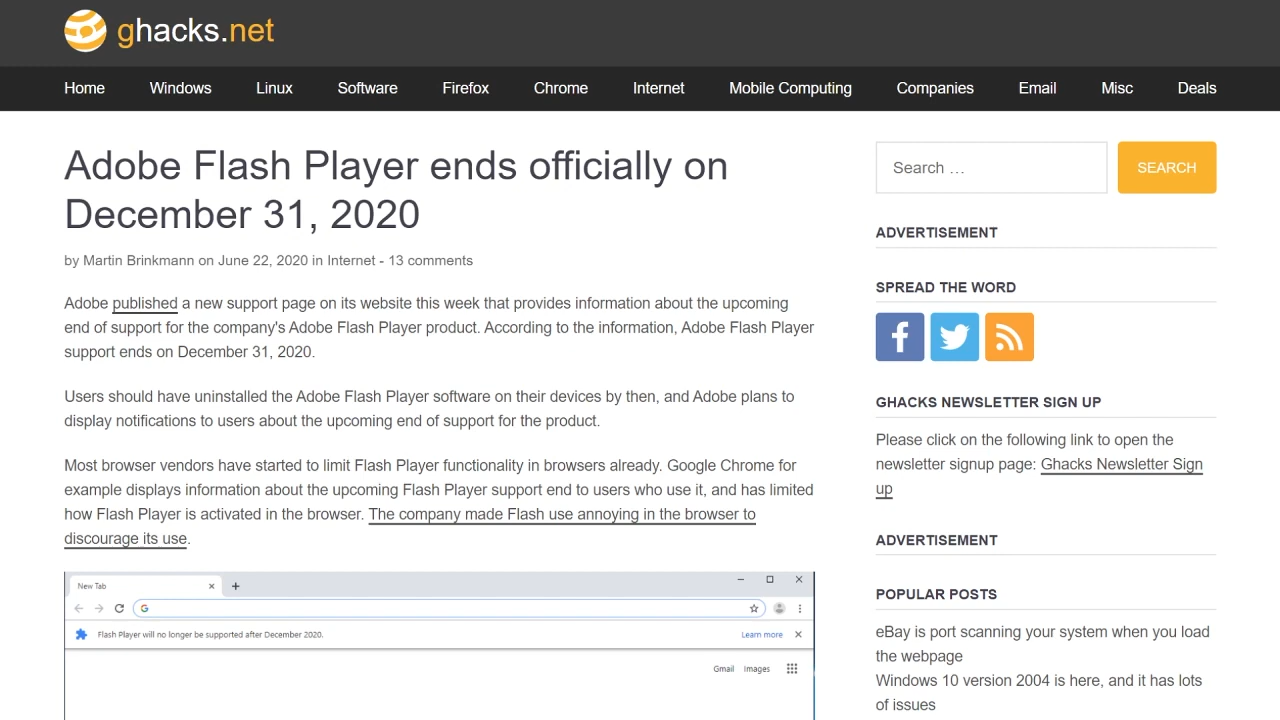 ghacks.net
Home Windows Linux Software Firefox Chrome Internet Mobile Computing Companies Email Misc Deals
Adobe Flash Player ends officially on
December 31, 2020
by Martin Brinkmann on June 22, 2020 in Internet - 13 comments
Adobe published a new support page on its website this week that provides information about the upcoming
end of support for the company's Adobe Flash Player product. According to the information, Adobe Flash Player
support ends on December 31, 2020.
Users should have uninstalled the Adobe Flash Player software on their devices by then, and Adobe plans to
display notifications to users about the upcoming end of support for the product.
Most browser vendors have started to limit Flash Player functionality in browsers already. Google Chrome for
example displays information about the upcoming Flash Player support end to users who use it, and has limited
how Flash Player is activated in the browser. The company made Flash use annoying in the browser to
discourage its use.
New Tab
Flash Player will no longer be supported after December 2020.
Learn more
Gmail Images
Search …
SEARCH
ADVERTISEMENT
SPREAD THE WORD
GHACKS NEWSLETTER SIGN UP
Please click on the following link to open the
newsletter signup page: Ghacks Newsletter Sign
up
ADVERTISEMENT
POPULAR POSTS
eBay is port scanning your system when you load
the webpage
Windows 10 version 2004 is here, and it has lots
of issues